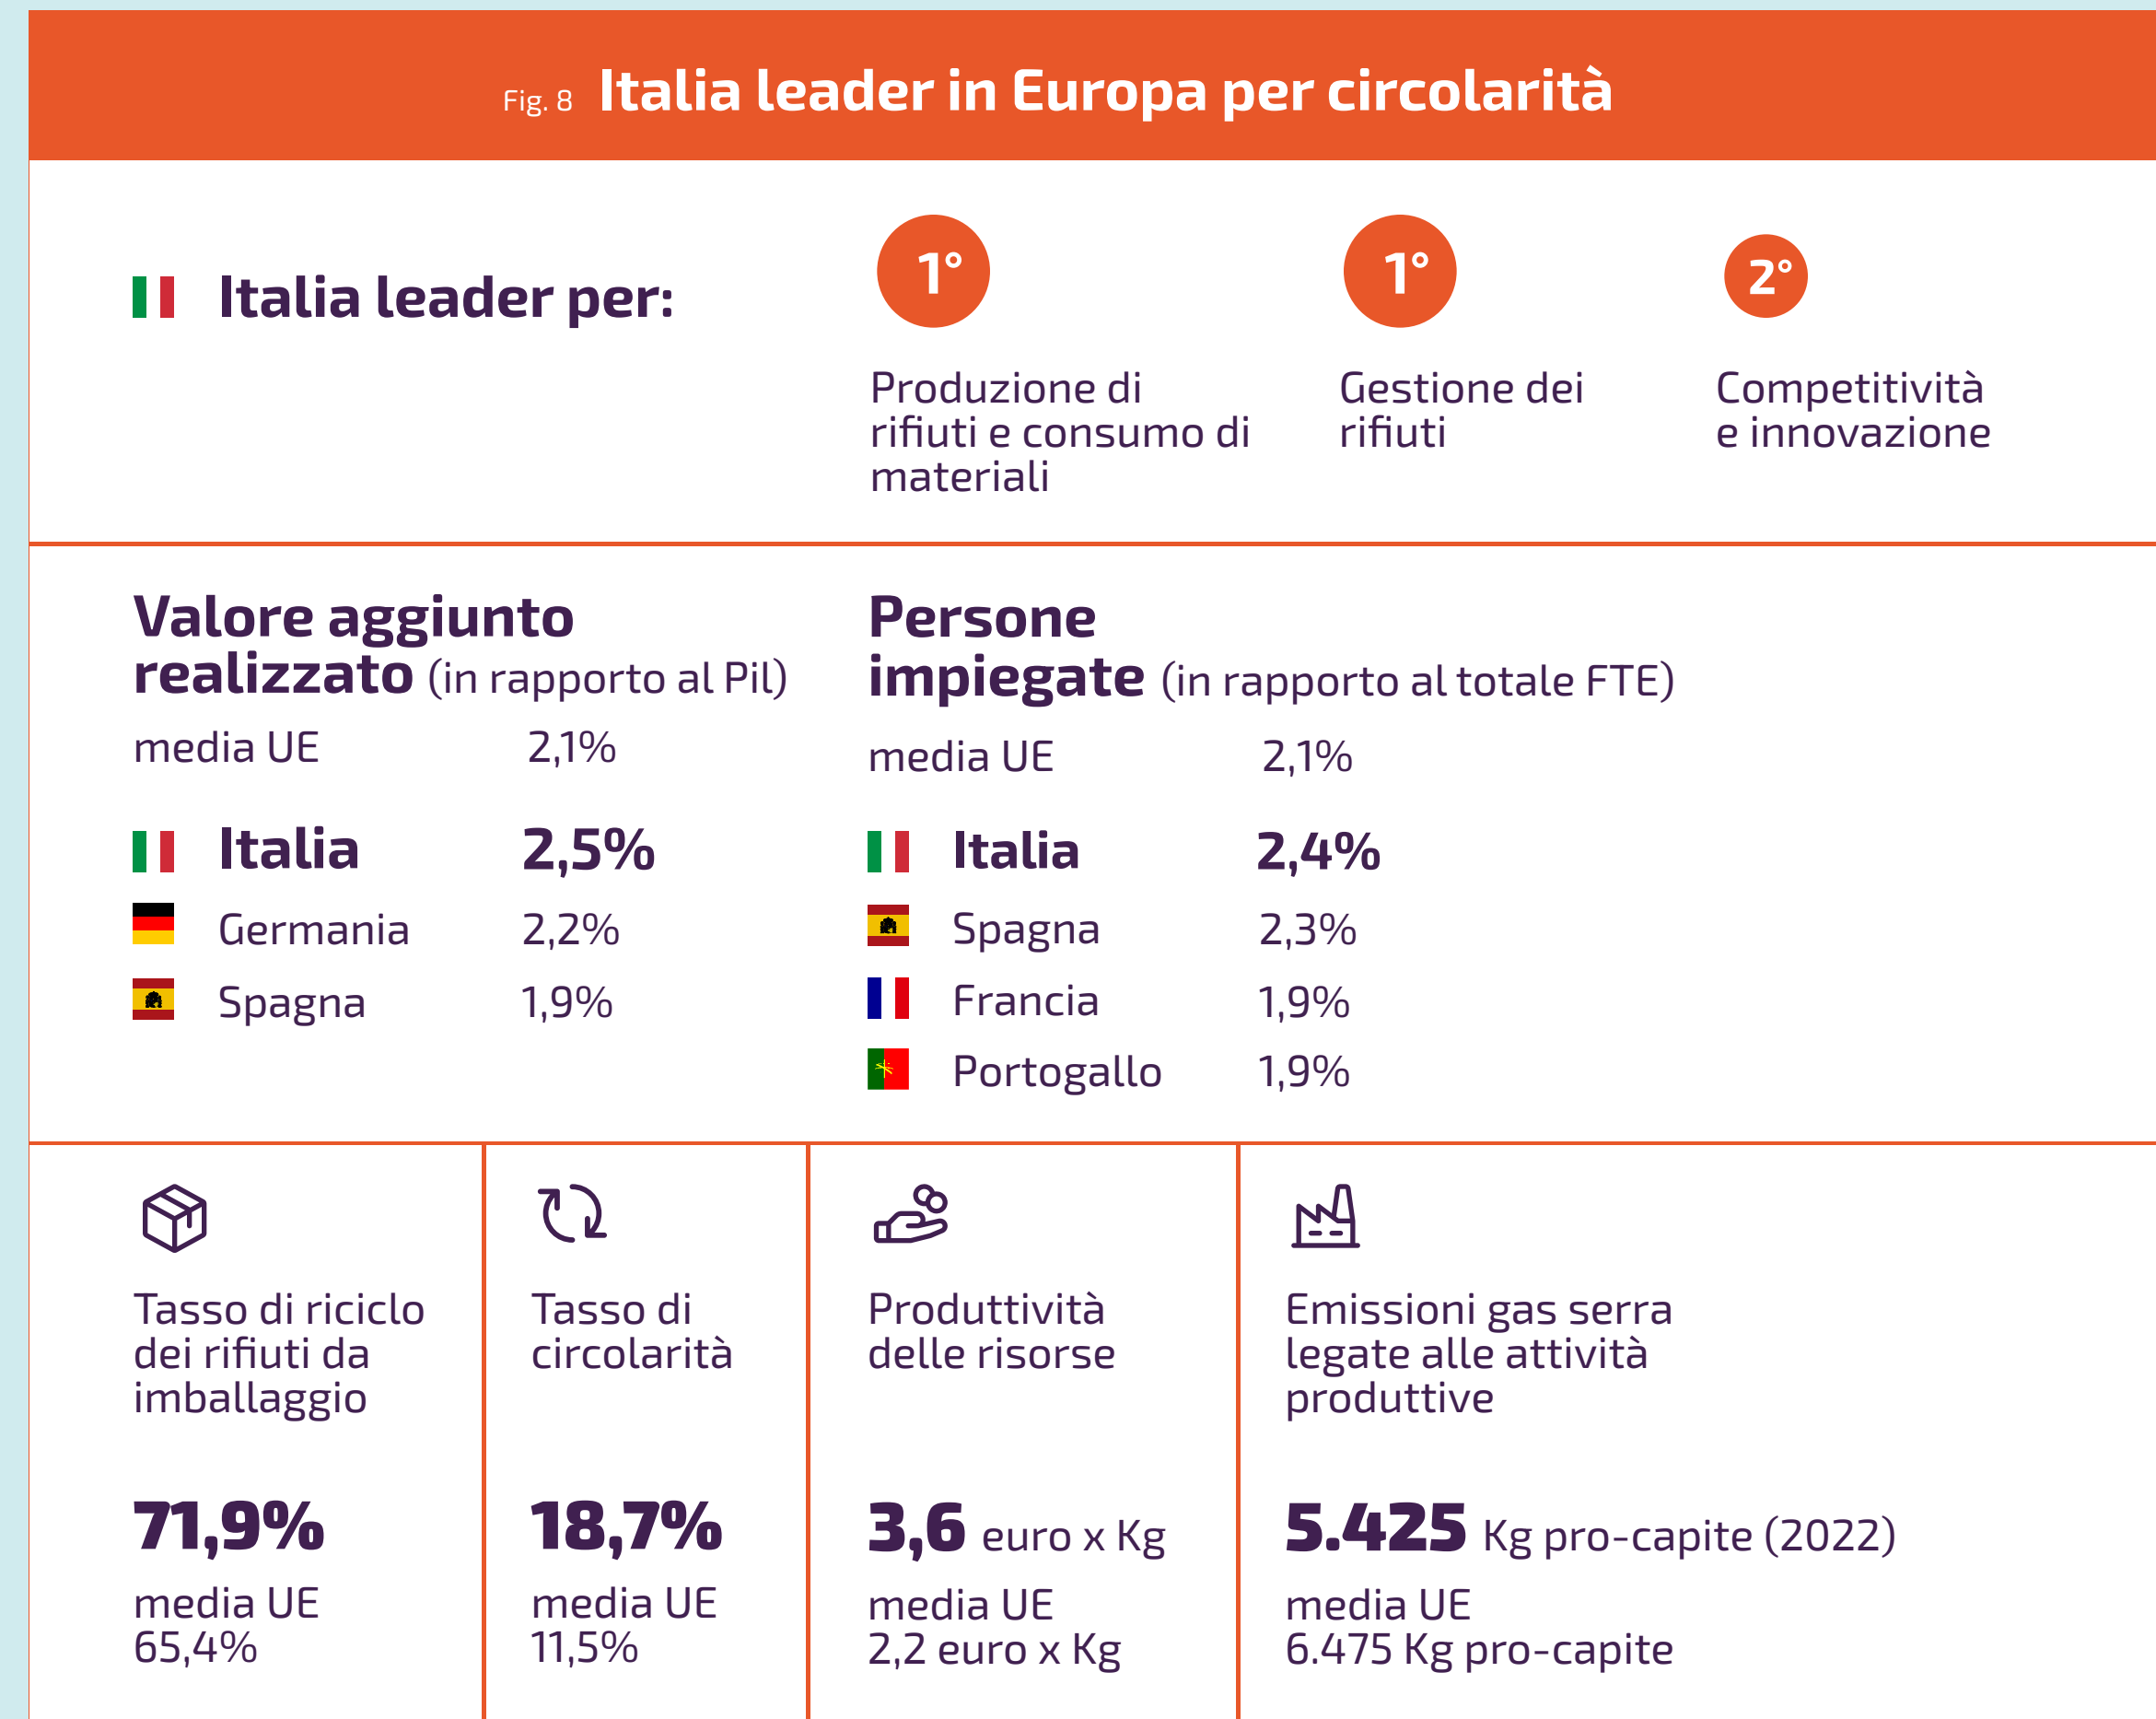 Fig. 8 Italia leader in Europa per circolarità
Italia leader per:
1°
Produzione di
rifiuti e consumo di
materiali
1°
Gestione dei
rifiuti
2°
Competitività
e innovazione
Valore aggiunto
realizzato (in rapporto al Pil)
media UE 2,1%
Italia 2,5%
Germania 2,2%
Spagna 1,9%
Persone
impiegate (in rapporto al totale FTE)
media UE 2,1%
Italia 2,4%
Spagna 2,3%
Francia 1,9%
Portogallo 1,9%
Tasso di riciclo
dei rifiuti da
imballaggio
71,9%
media UE
65,4%
Tasso di
circolarità
18,7%
media UE
11,5%
Produttività
delle risorse
3,6 euro x Kg
media UE
2,2 euro x Kg
Emissioni gas serra
legate alle attività
produttive
5.425 Kg pro-capite (2022)
media UE
6.475 Kg pro-capite